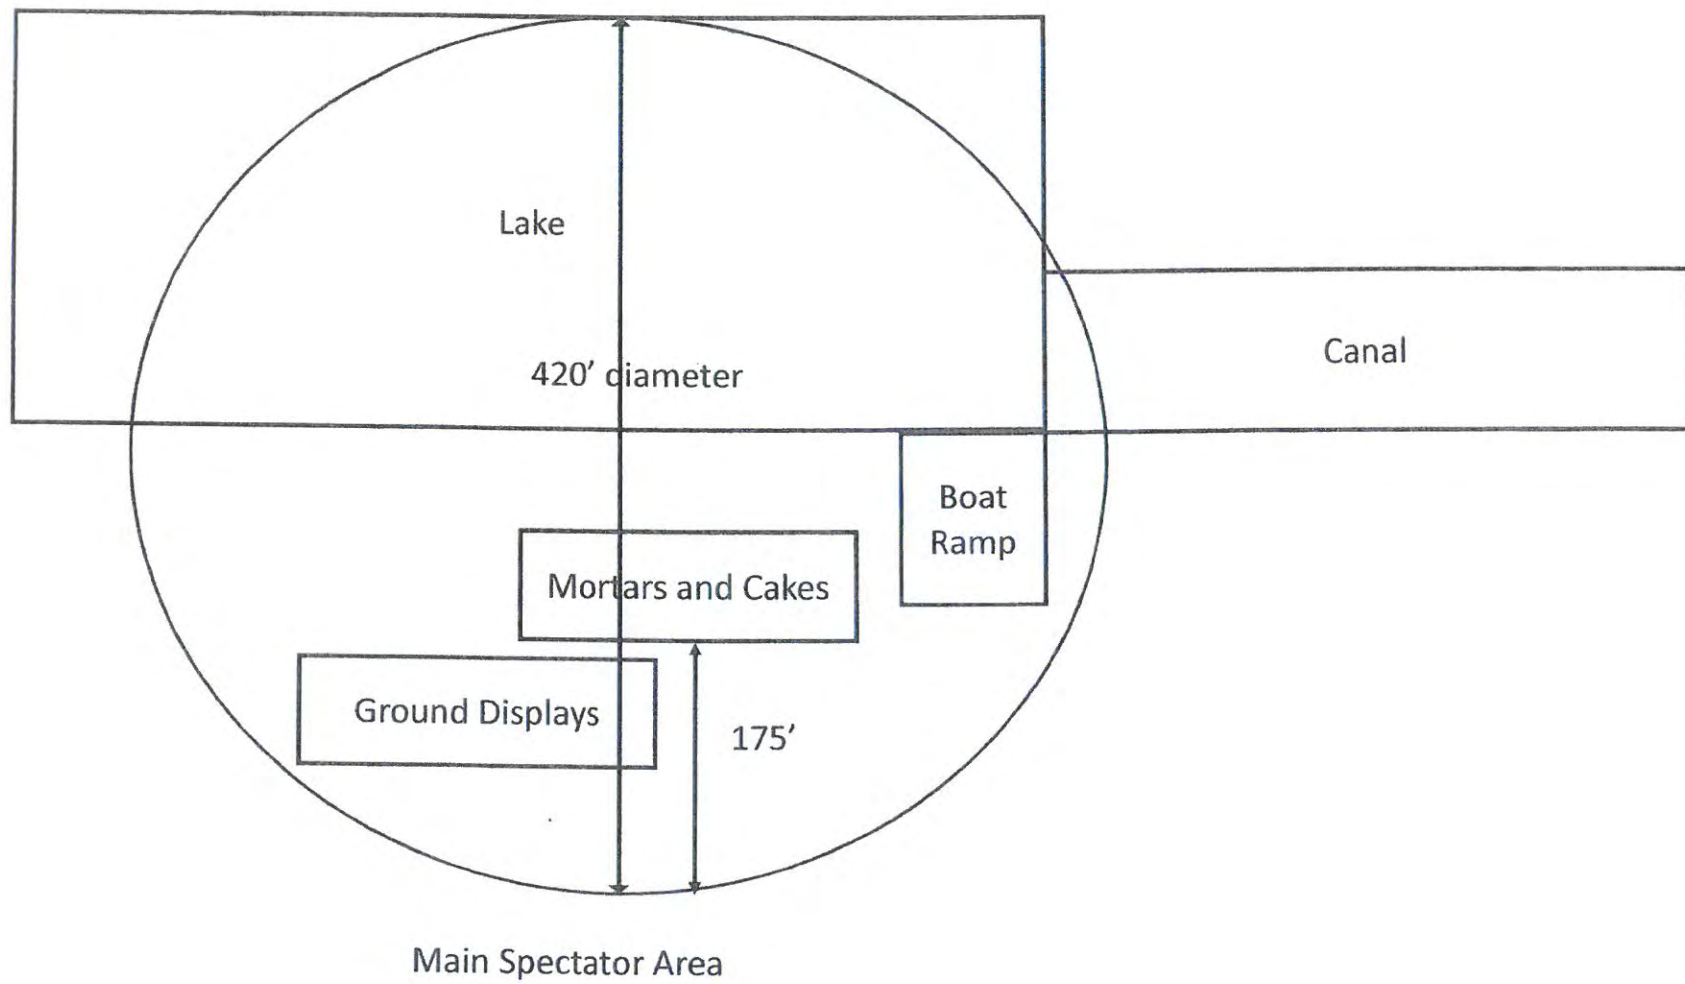 Lake
420’ diameter
Canal
Boat
Ramp
Mortars and Cakes
Ground Displays
175’
Main Spectator Area